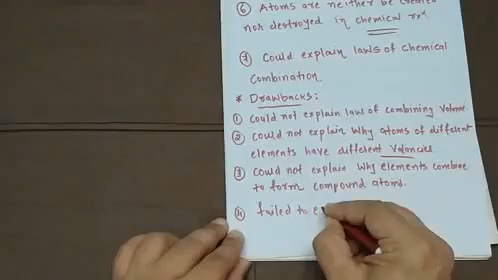 ⑥ Atoms are neither be created
nor destroyed in chemical rxn
⑦ Could explain laws of chemical
combination.
* Drawbacks:
① Could not explain law of combining volume
② Could not explain why atoms of different
elements have different valencies.
③ Could not explain why elements combine
to form compound atoms.
④ Failed to e